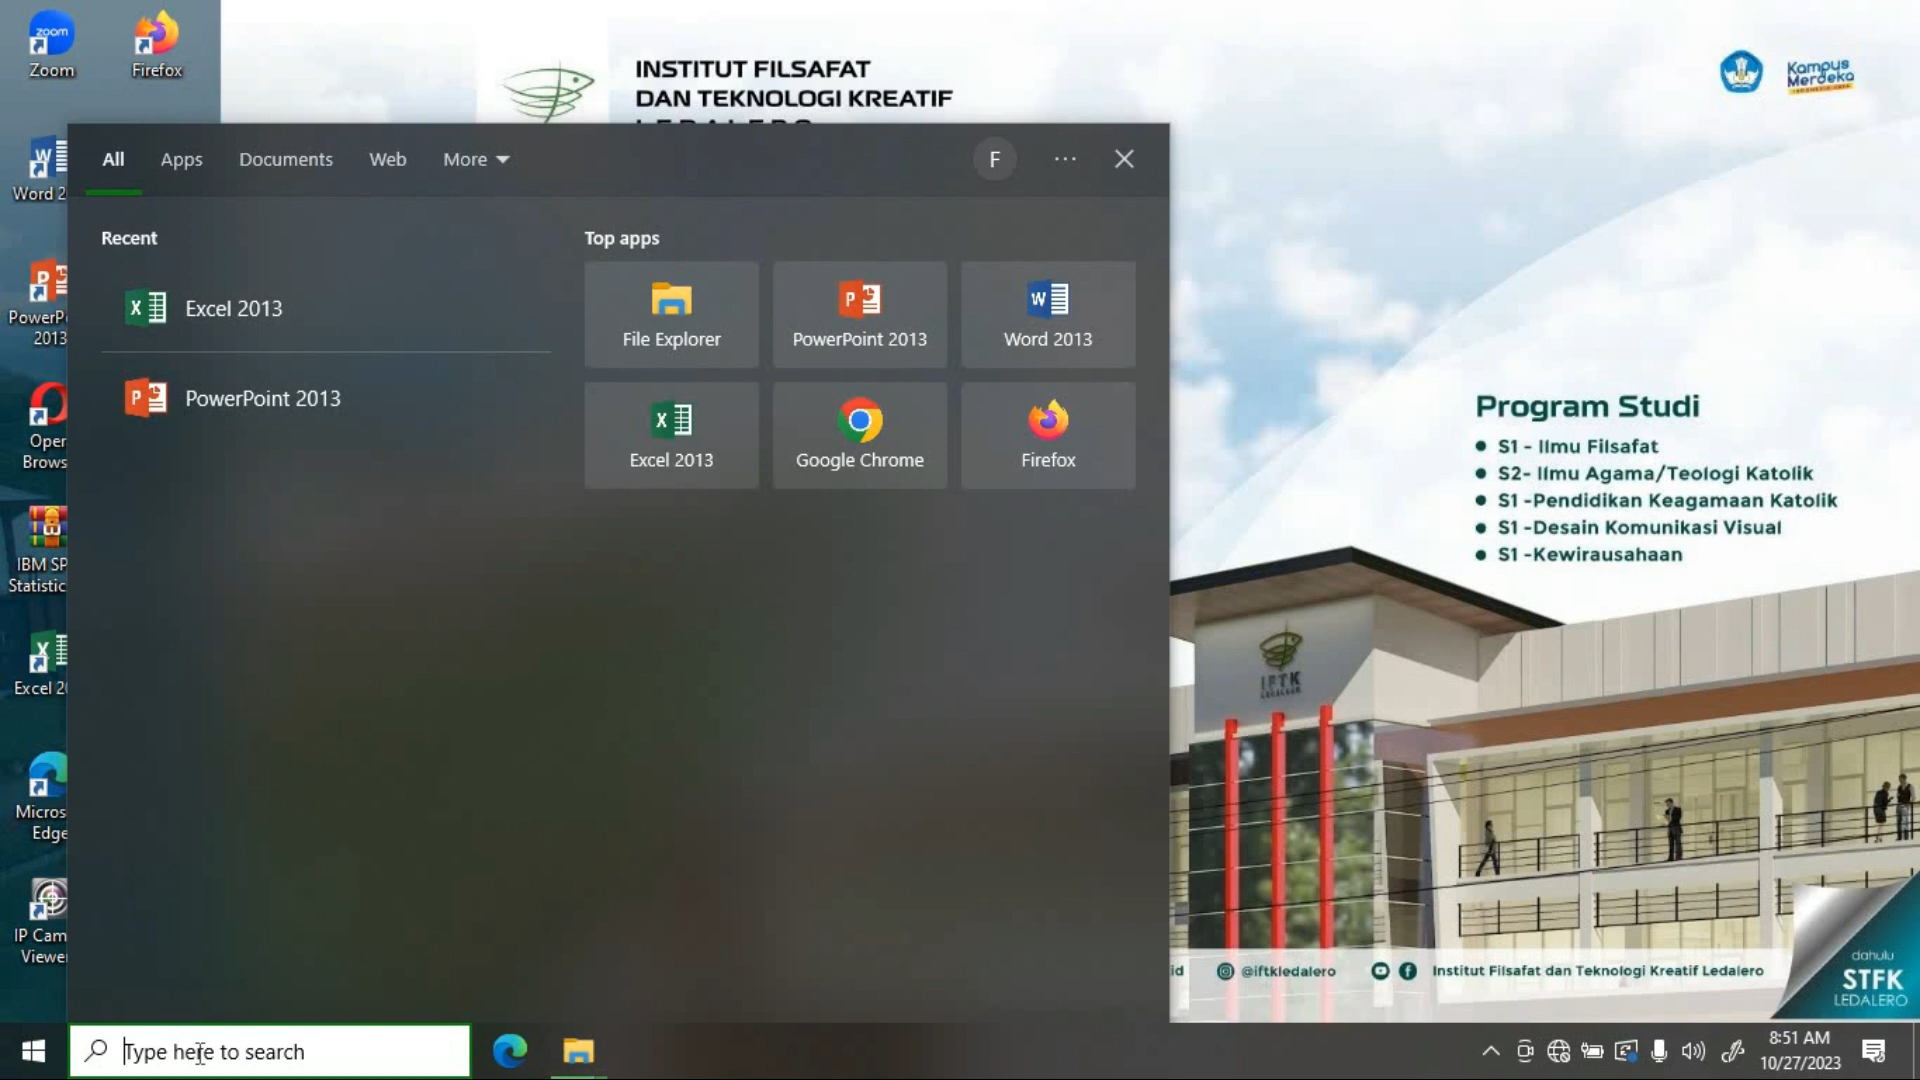 zoom
Zoom
Firefox
INSTITUT FILSAFAT
DAN TEKNOLOGI KREATIF
Kampus
Merdeka
Word 2
PowerP
2013
Oper
Brows
IBM SP
Statistic
Excel 20
Micros
Edge
IP Cam
Viewer
All
Apps
Documents
Web
More
F
Recent
Excel 2013
PowerPoint 2013
Top apps
File Explorer
PowerPoint 2013
Word 2013
Excel 2013
Google Chrome
Firefox
Program Studi
S1 - Ilmu Filsafat
S2- Ilmu Agama/Teologi Katolik
S1 -Pendidikan Keagamaan Katolik
S1 -Desain Komunikasi Visual
S1 -Kewirausahaan
IFTK
id
@iftkledalero
Institut Filsafat dan Teknologi Kreatif Ledalero
dahulu
STFK
LEDALERO
Type here to search
8:51 AM
10/27/2023